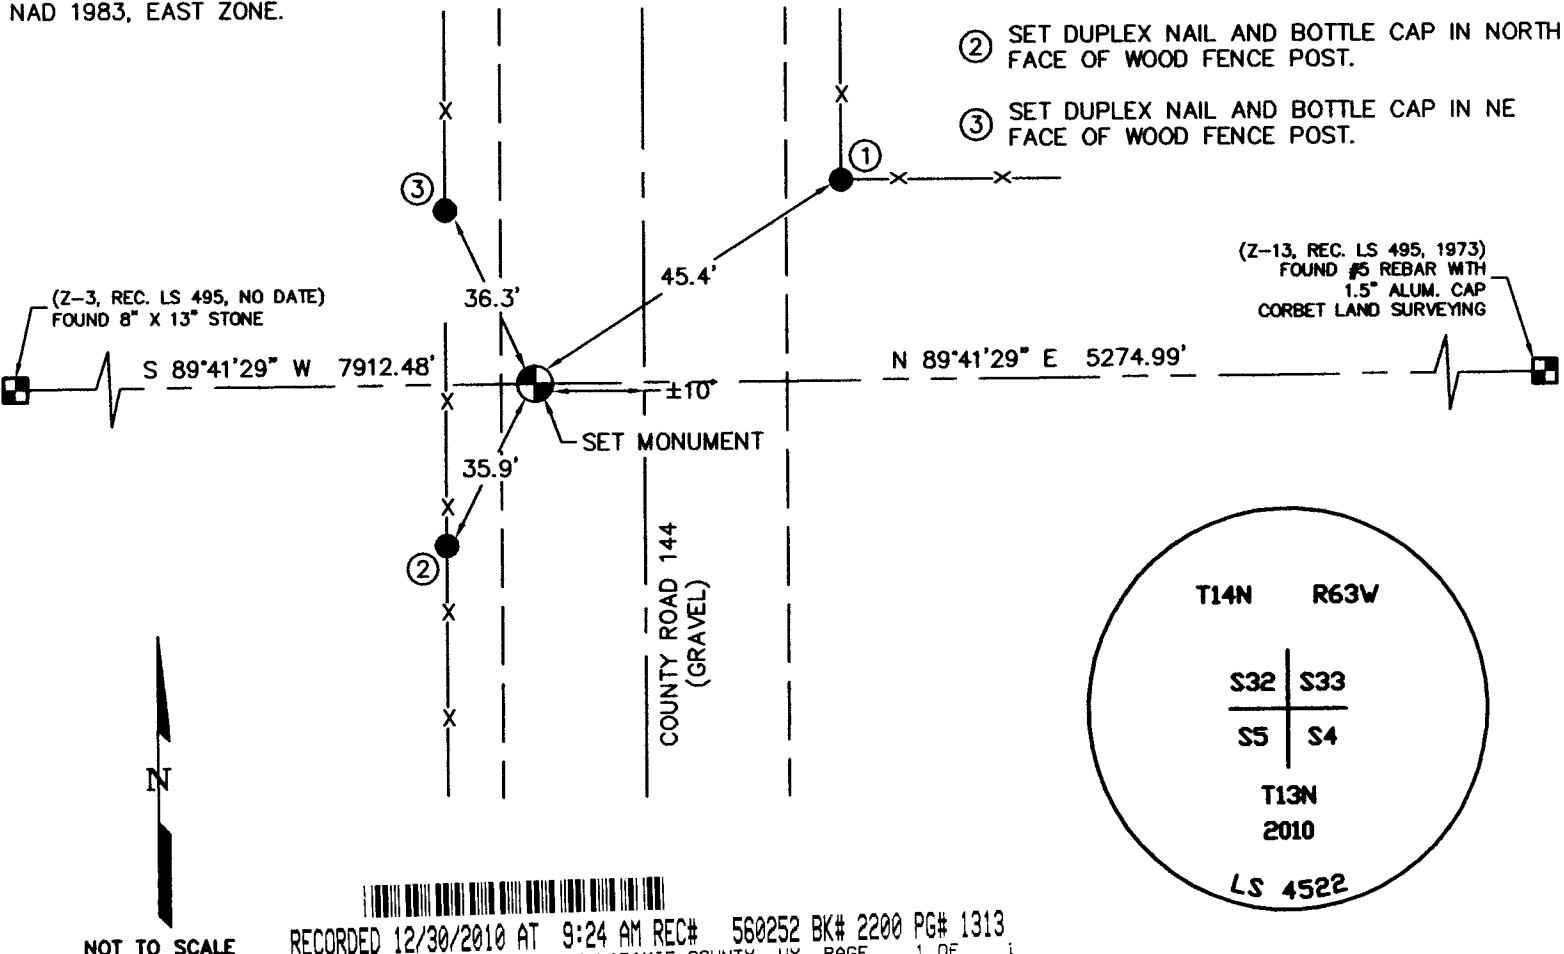 NAD 1983, EAST ZONE.
② SET DUPLEX NAIL AND BOTTLE CAP IN NORTH
FACE OF WOOD FENCE POST.
③ SET DUPLEX NAIL AND BOTTLE CAP IN NE
FACE OF WOOD FENCE POST.
X
X
①
X X
③
(Z-13, REC. LS 495, 1973)
FOUND #5 REBAR WITH
1.5" ALUM. CAP
CORBET LAND SURVEYING
45.4'
36.3'
(Z-3, REC. LS 495, NO DATE)
FOUND 8" X 13" STONE
S 89°41'29" W 7912.48'
N 89°41'29" E 5274.99'
±10'
X
SET MONUMENT
35.9'
X
②
X
X
COUNTY ROAD 144
(GRAVEL)
T14N R63W
S32 S33
S5 S4
T13N
2010
LS 4522
N
NOT TO SCALE
RECORDED 12/30/2010 AT 9:24 AM REC# 560252 BK# 2200 PG# 1313
COUNTY, WY PAGE 1 OF